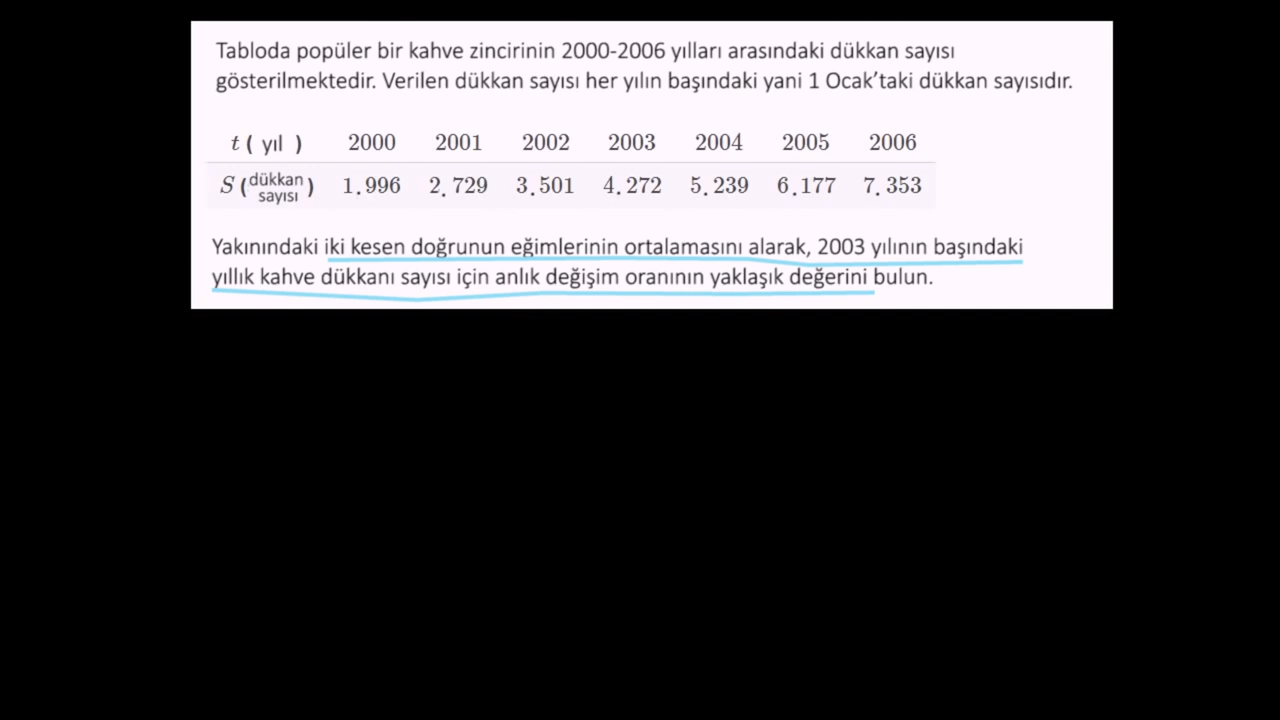 Tabloda popüler bir kahve zincirinin 2000-2006 yılları arasındaki dükkan sayısı
gösterilmektedir. Verilen dükkan sayısı her yılın başındaki yani 1 Ocak’taki dükkan sayısıdır.
t ( yıl ) 2000 2001 2002 2003 2004 2005 2006
S ( dükkan sayısı ) 1.996 2.729 3.501 4.272 5.239 6.177 7.353
Yakınındaki iki kesen doğrunun eğimlerinin ortalamasını alarak, 2003 yılının başındaki
yıllık kahve dükkanı sayısı için anlık değişim oranının yaklaşık değerini bulun.